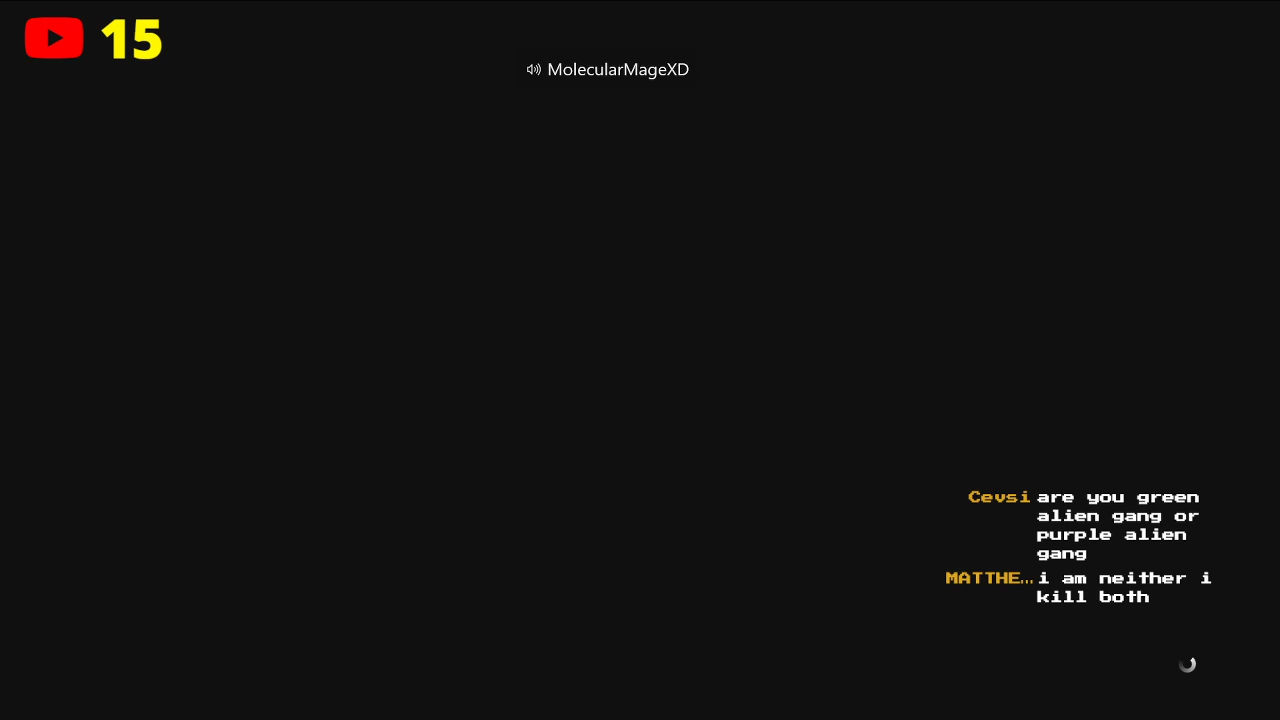 15
MolecularMageXD
Cevsi are you green
alien gang or
purple alien
gang
MATTHE... i am neither i
kill both